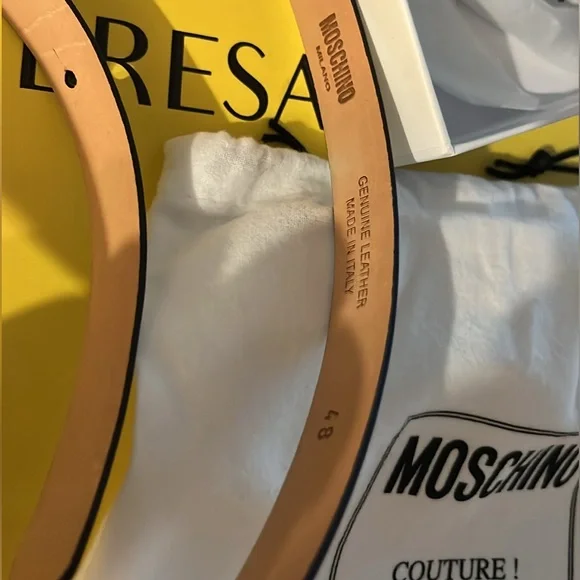 ERESA
MOSCHINO
MILANO
GENUINE LEATHER
MADE IN ITALY
48
MOSCHINO
COUTURE !